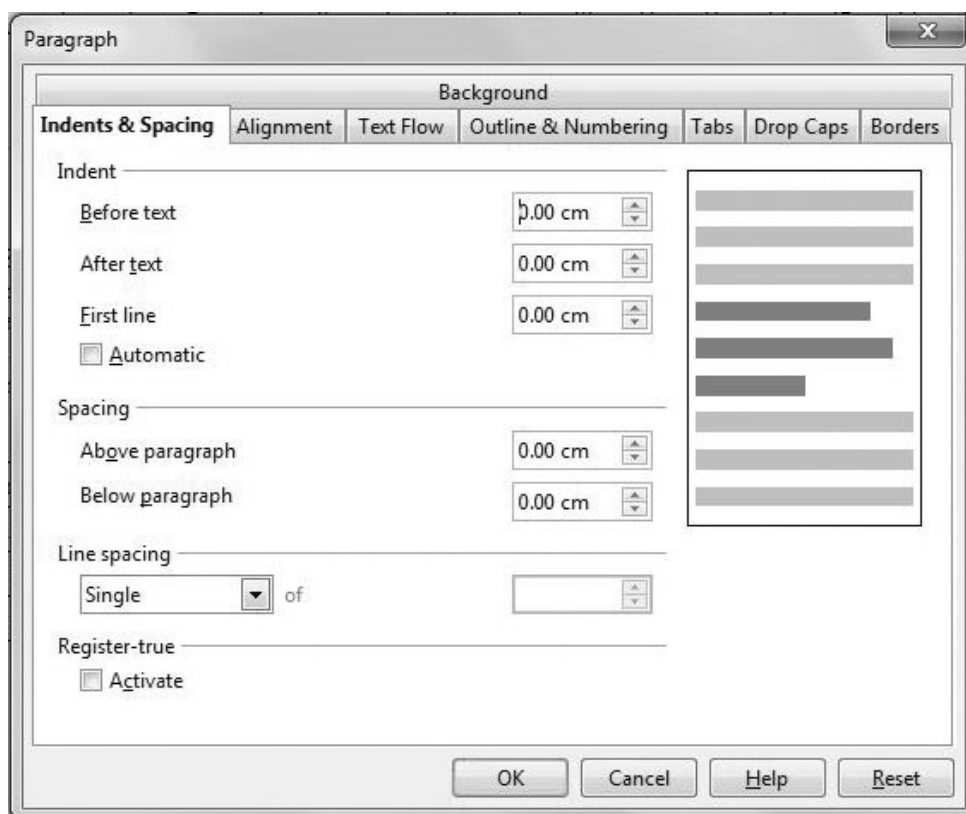 Paragraph
X
Background
Indents & Spacing Alignment Text Flow Outline & Numbering Tabs Drop Caps Borders
Indent
Before text 0.00 cm
After text 0.00 cm
First line 0.00 cm
Automatic
Spacing
Above paragraph 0.00 cm
Below paragraph 0.00 cm
Line spacing
Single of
Register-true
Activate
OK Cancel Help Reset